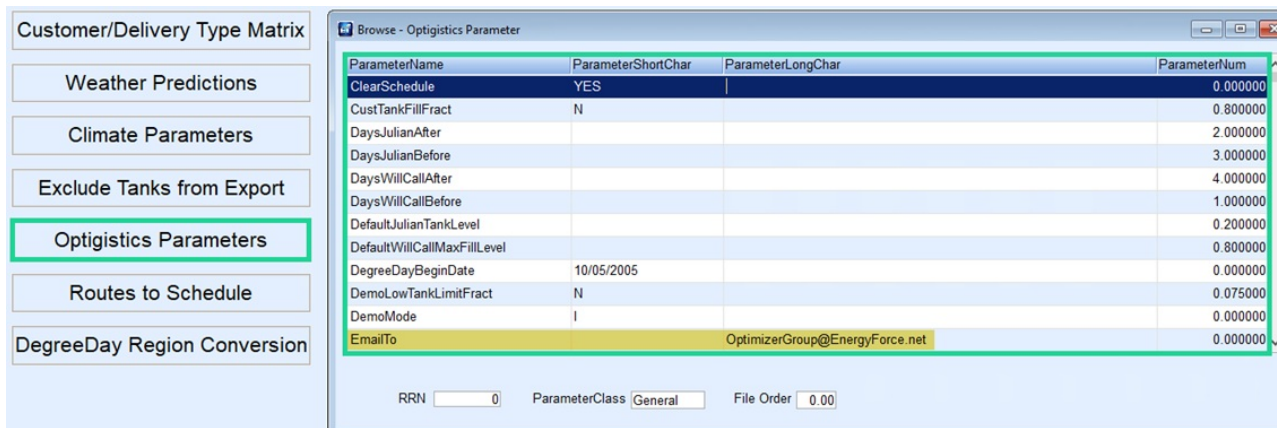 Customer/Delivery Type Matrix
Weather Predictions
Climate Parameters
Exclude Tanks from Export
Optigistics Parameters
Routes to Schedule
DegreeDay Region Conversion
Browse - Optigistics Parameter
ParameterName ParameterShortChar ParameterLongChar ParameterNum
ClearSchedule YES 0.000000
CustTankFillFract N 0.800000
DaysJulianAfter 2.000000
DaysJulianBefore 3.000000
DaysWillCallAfter 4.000000
DaysWillCallBefore 1.000000
DefaultJulianTankLevel 0.200000
DefaultWillCallMaxFillLevel 0.800000
DegreeDayBeginDate 10/05/2005 0.000000
DemoLowTankLimitFract N 0.075000
DemoMode I 0.000000
EmailTo OptimizerGroup@EnergyForce.net 0.000000
RRN 0 ParameterClass General File Order 0.00